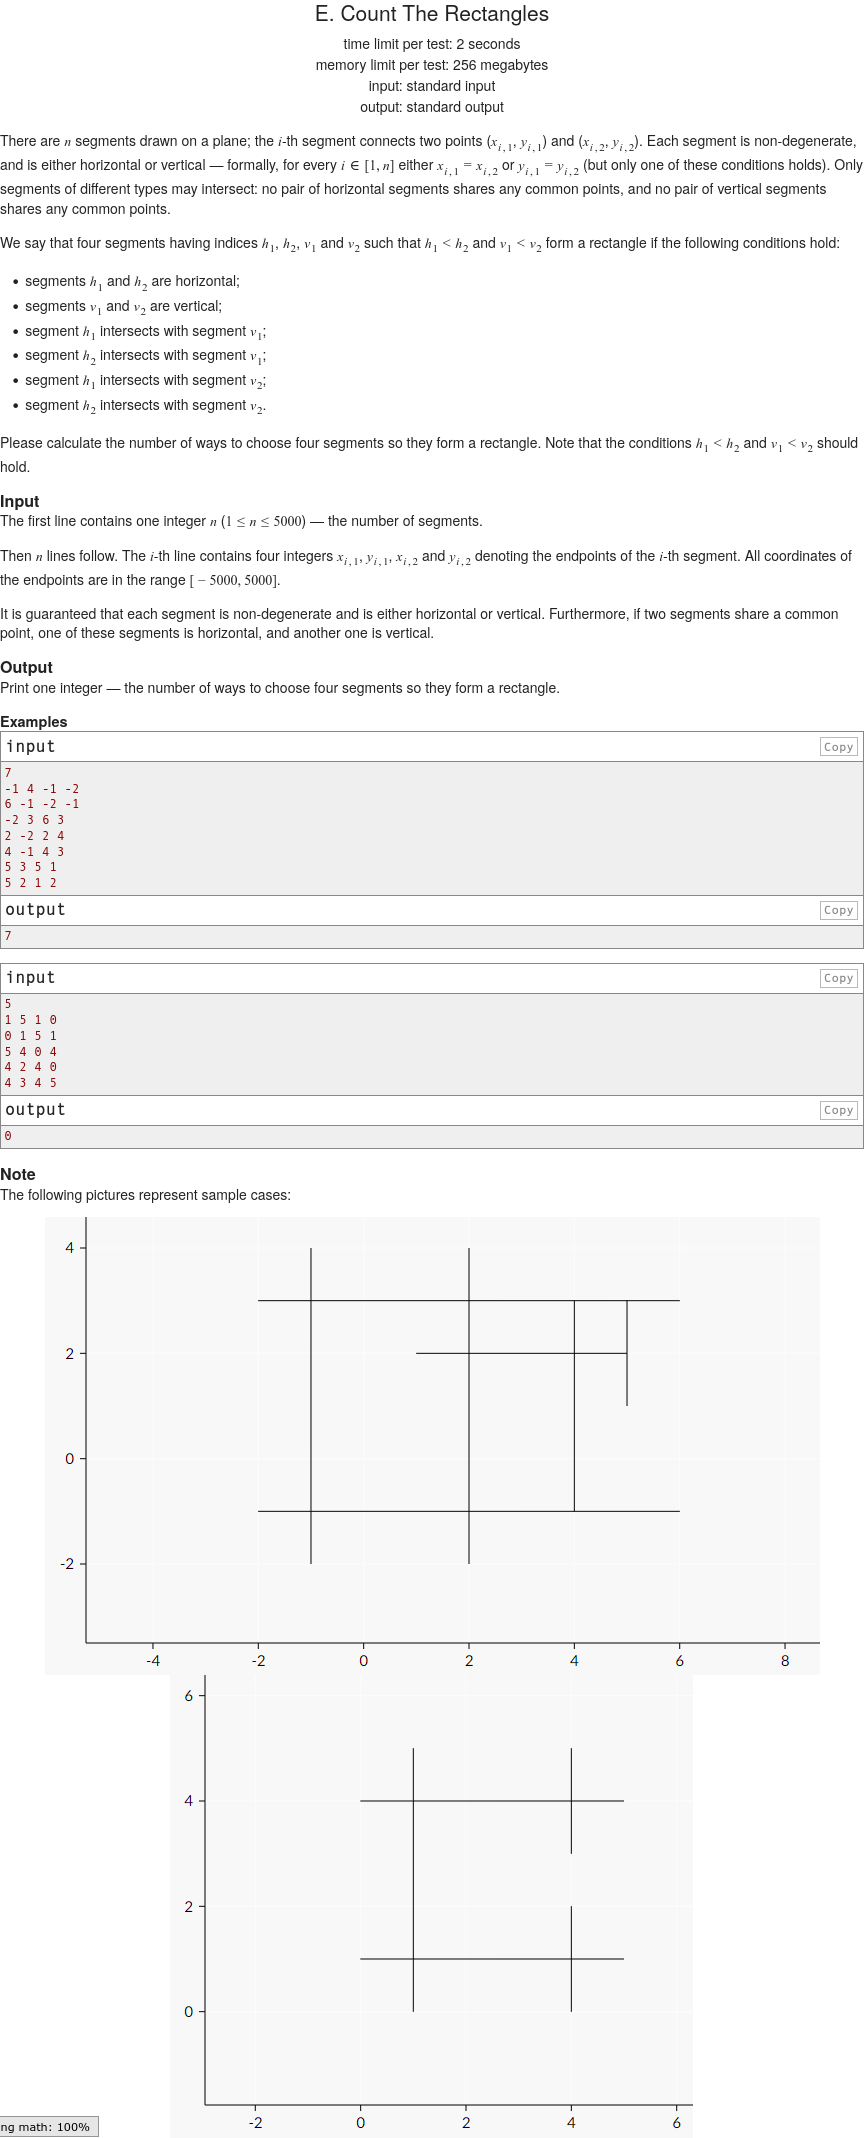 E. Count The Rectangles
time limit per test: 2 seconds
memory limit per test: 256 megabytes
input: standard input
output: standard output
There are n segments drawn on a plane; the i-th segment connects two points (x_{i, 1}, y_{i, 1}) and (x_{i, 2}, y_{i, 2}). Each segment is non-degenerate,
and is either horizontal or vertical — formally, for every i ∈ [1, n] either x_{i, 1} = x_{i, 2} or y_{i, 1} = y_{i, 2} (but only one of these conditions holds). Only
segments of different types may intersect: no pair of horizontal segments shares any common points, and no pair of vertical segments
shares any common points.
We say that four segments having indices h_1, h_2, v_1 and v_2 such that h_1 < h_2 and v_1 < v_2 form a rectangle if the following conditions hold:
• segments h_1 and h_2 are horizontal;
• segments v_1 and v_2 are vertical;
• segment h_1 intersects with segment v_1;
• segment h_2 intersects with segment v_1;
• segment h_1 intersects with segment v_2;
• segment h_2 intersects with segment v_2.
Please calculate the number of ways to choose four segments so they form a rectangle. Note that the conditions h_1 < h_2 and v_1 < v_2 should
hold.
Input
The first line contains one integer n (1 ≤ n ≤ 5000) — the number of segments.
Then n lines follow. The i-th line contains four integers x_{i, 1}, y_{i, 1}, x_{i, 2} and y_{i, 2} denoting the endpoints of the i-th segment. All coordinates of
the endpoints are in the range [ − 5000, 5000].
It is guaranteed that each segment is non-degenerate and is either horizontal or vertical. Furthermore, if two segments share a common
point, one of these segments is horizontal, and another one is vertical.
Output
Print one integer — the number of ways to choose four segments so they form a rectangle.
Examples
input Copy
7
-1 4 -1 -2
6 -1 -2 -1
-2 3 6 3
2 -2 2 4
4 -1 4 3
5 3 5 1
5 2 1 2
output Copy
7
input Copy
5
1 5 1 0
0 1 5 1
5 4 0 4
4 2 4 0
4 3 4 5
output Copy
0
Note
The following pictures represent sample cases:
4
2
0
-2
-4 -2 0 2 4 6 8
6
4
2
0
-2 0 2 4 6
ng math: 100%